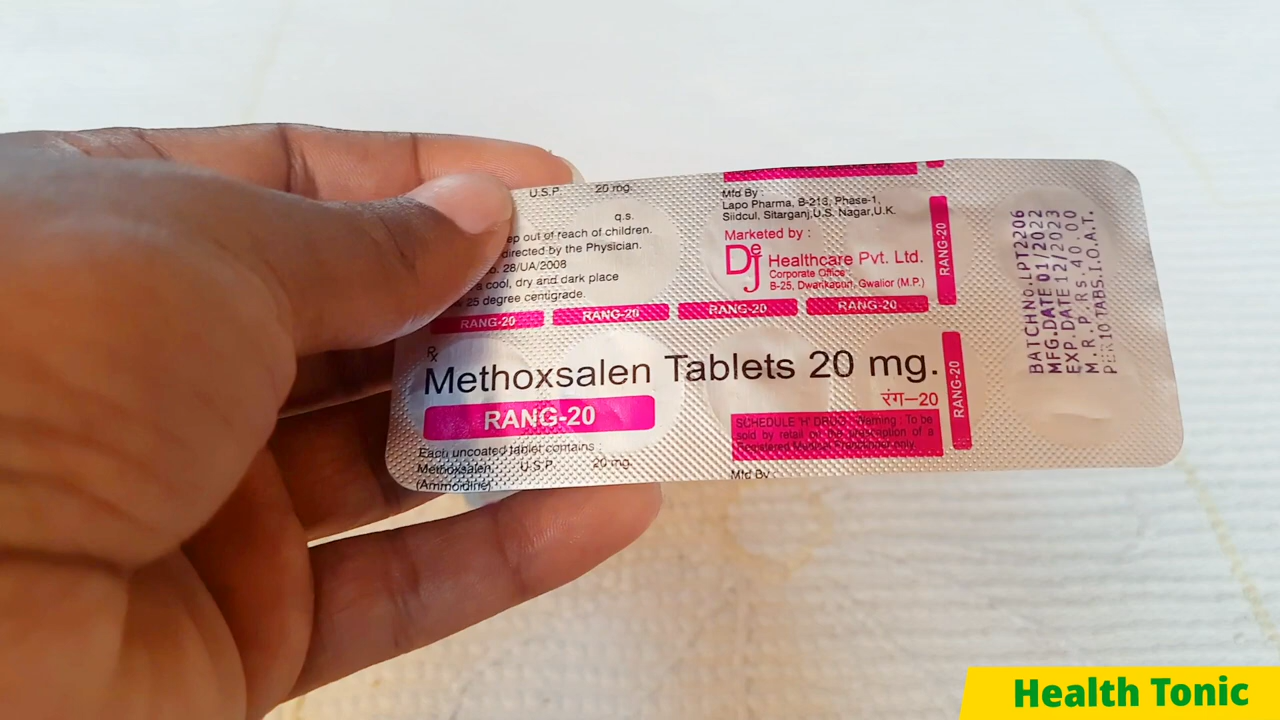 U.S.P. 20 mg.
q.s.
ep out of reach of children.
directed by the Physician.
28/UA/2008
a cool, dry and dark place
25 degree centigrade.
Mfd By :
Lapo Pharma, B-213, Phase-1,
Siidcul, Sitarganj,U.S. Nagar,U.K.
Marketed by :
DeJ Healthcare Pvt. Ltd.
Corporate Office :
B-25, Dwarikapuri, Gwalior (M.P.)
RANG-20
RANG-20 RANG-20 RANG-20 RANG-20
Rx
Methoxsalen Tablets 20 mg.
RANG-20
रंग–20
RANG-20
SCHEDULE 'H' DRUG : Warning : To be
sold by retail on the prescription of a
Registered Medical Practitioner only.
Each uncoated tablet contains :
Methoxsalen U.S.P. 20 mg.
(Ammoidine)
Mfd By :
BATCH NO.LPT2206
MFG.DATE 01/2022
EXP.DATE 12/2023
M.R.P. Rs.40.00
PER 10 TABS.I.O.A.T.
Health Tonic